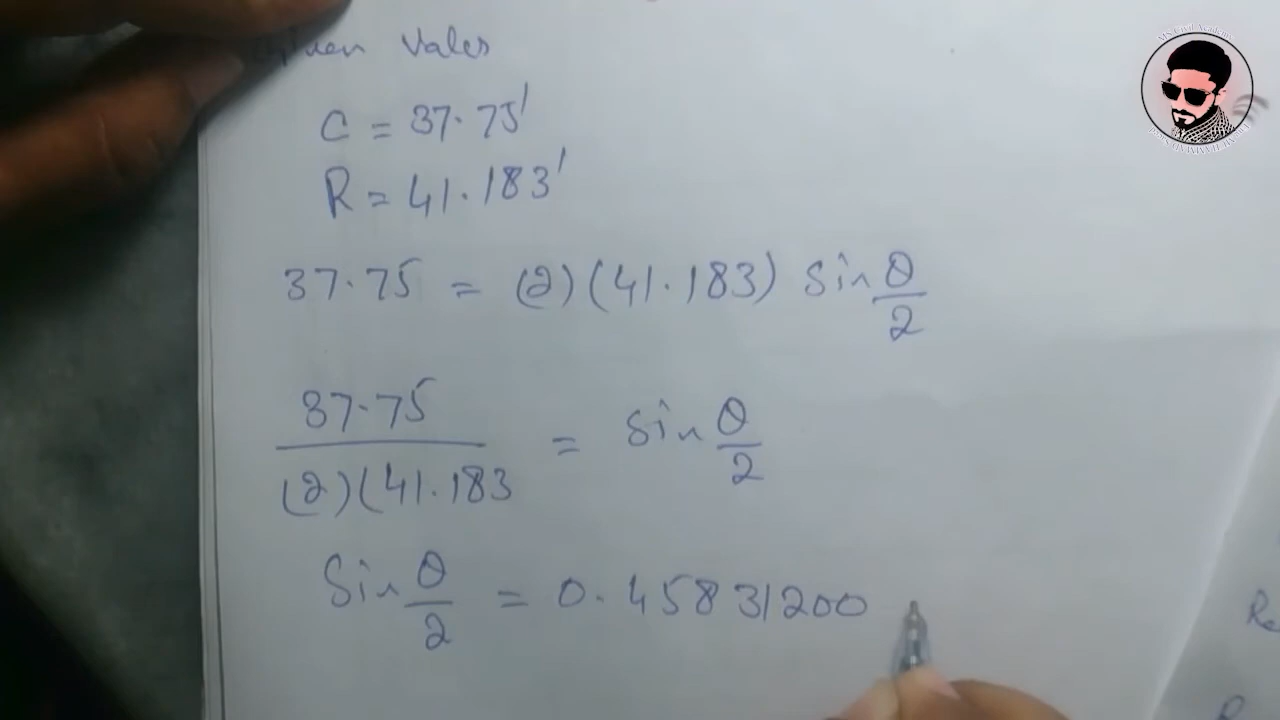 Vales
C = 37.75'
R = 41.183'
37.75 = (2)(41.183) Sin θ/2
37.75 / (2)(41.183 = Sin θ/2
Sin θ/2 = 0.45831200